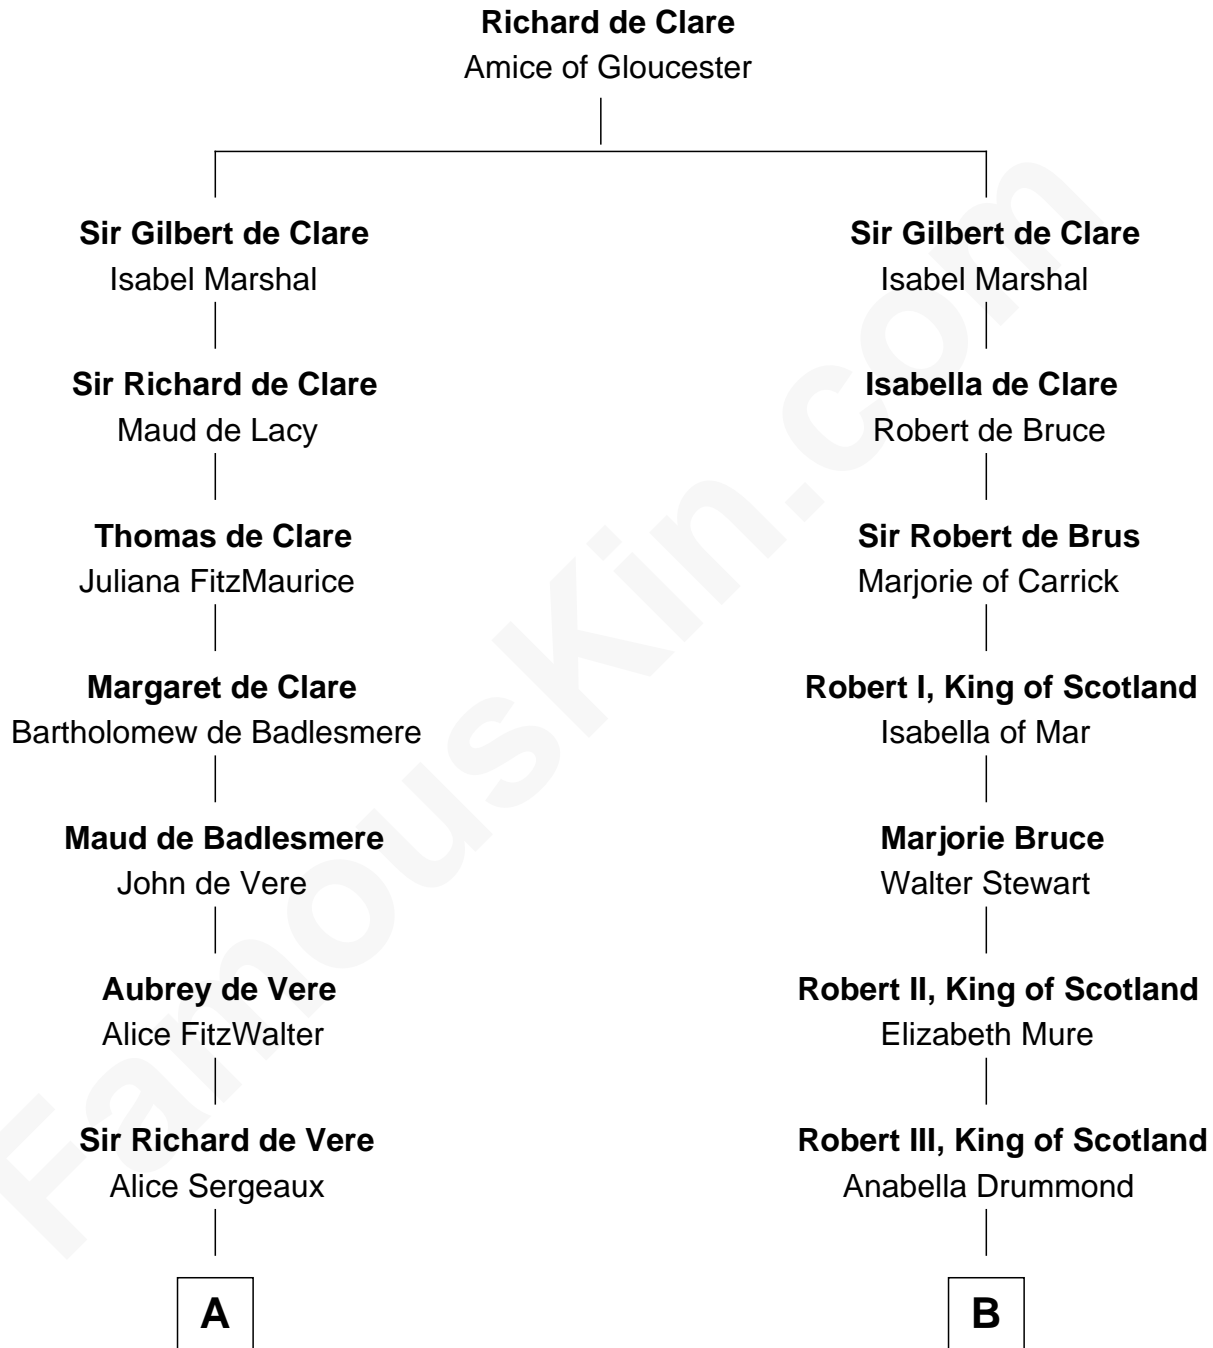 Richard de Clare
Amice of Gloucester
Sir Gilbert de Clare
Isabel Marshal
Sir Richard de Clare
Maud de Lacy
Thomas de Clare
Juliana FitzMaurice
Margaret de Clare
Bartholomew de Badlesmere
Maud de Badlesmere
John de Vere
Aubrey de Vere
Alice FitzWalter
Sir Richard de Vere
Alice Sergeaux
A
Sir Gilbert de Clare
Isabel Marshal
Isabella de Clare
Robert de Bruce
Sir Robert de Brus
Marjorie of Carrick
Robert I, King of Scotland
Isabella of Mar
Marjorie Bruce
Walter Stewart
Robert II, King of Scotland
Elizabeth Mure
Robert III, King of Scotland
Anabella Drummond
B
FamousKin.com